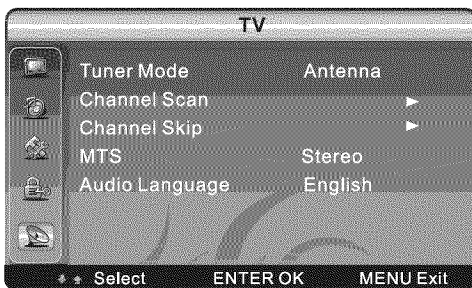 TV
Tuner Mode Antenna
Channel Scan
Channel Skip
MTS Stereo
Audio Language English
Select ENTER OK MENU Exit